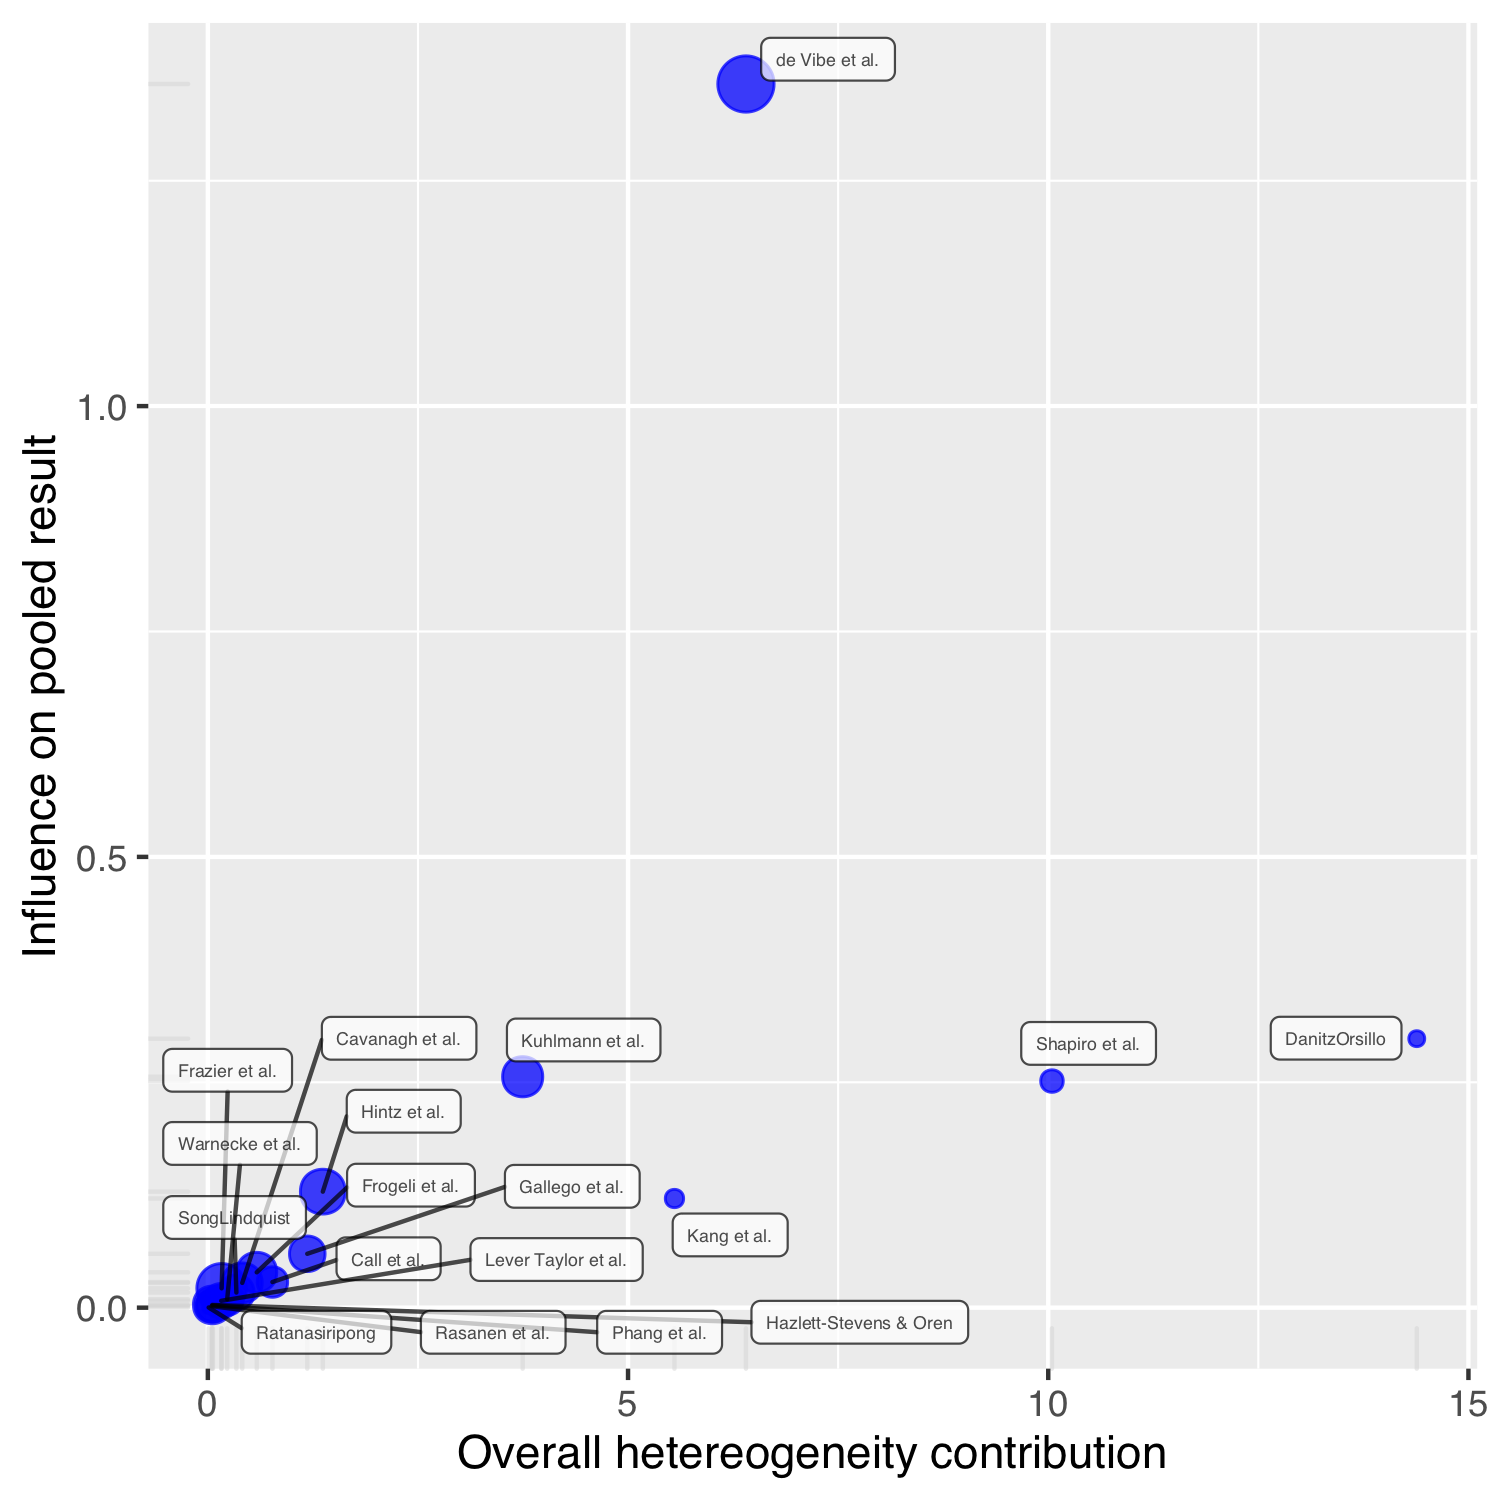 de Vibe et al.
1.0
Influence on pooled result
0.5
Cavanagh et al.
Kuhlmann et al.
Shapiro et al.
DanitzOrsillo
Frazier et al.
Hintz et al.
Warnecke et al.
Frogeli et al.
Gallego et al.
SongLindquist
Kang et al.
Call et al.
Lever Taylor et al.
0.0
Ratanasiripong
Rasanen et al.
Phang et al.
Hazlett-Stevens & Oren
0
5
10
15
Overall hetereogeneity contribution